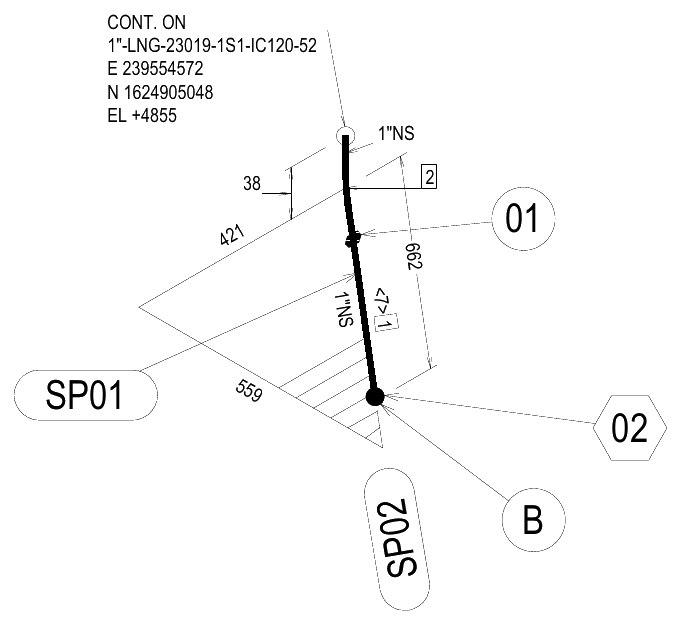 CONT. ON
1"-LNG-23019-1S1-IC120-52
E 239554572
N 1624905048
EL +4855
1"NS
38
2
01
421
662
1"NS
<7>
1
SP01
559
02
B
SP02